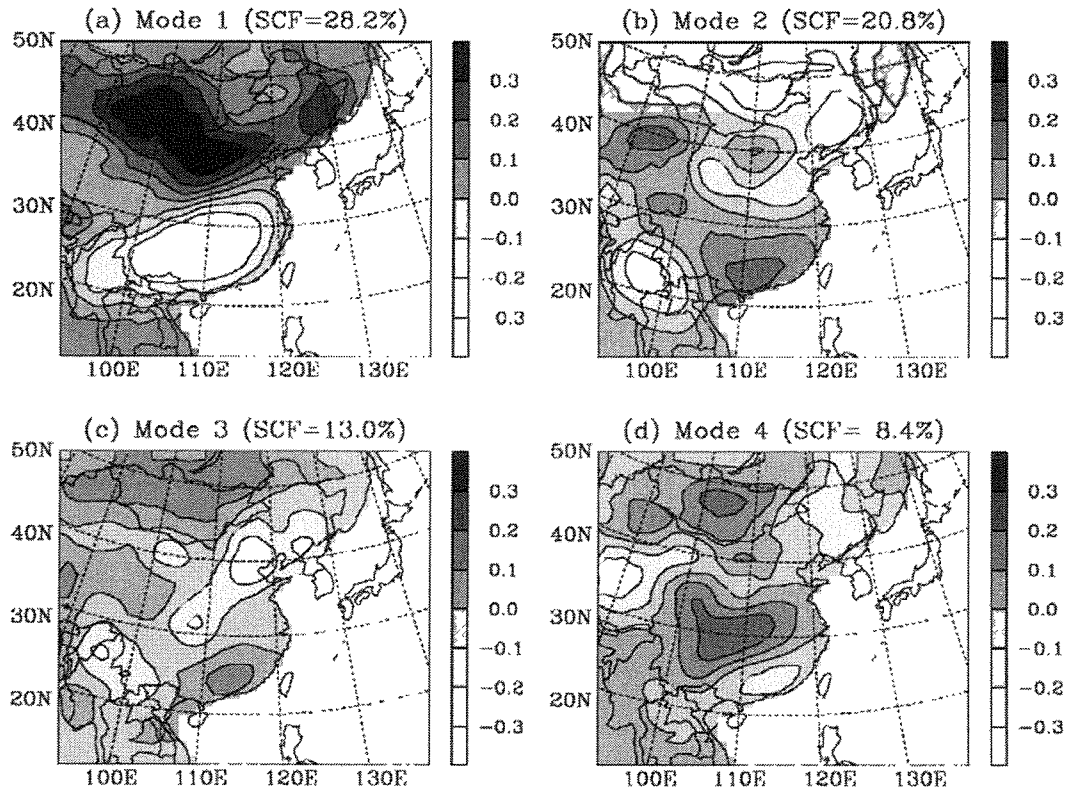 (a) Mode 1 (SCF=28.2%)
50N
40N
30N
20N
100E 110E 120E 130E
0.3
0.2
0.1
0.0
−0.1
−0.2
0.3
(b) Mode 2 (SCF=20.8%)
50N
40N
30N
20N
100E 110E 120E 130E
0.3
0.2
0.1
0.0
−0.1
−0.2
0.3
(c) Mode 3 (SCF=13.0%)
50N
40N
30N
20N
100E 110E 120E 130E
0.3
0.2
0.1
0.0
−0.1
−0.2
−0.3
(d) Mode 4 (SCF= 8.4%)
50N
40N
30N
20N
100E 110E 120E 130E
0.3
0.2
0.1
0.0
−0.1
−0.2
−0.3